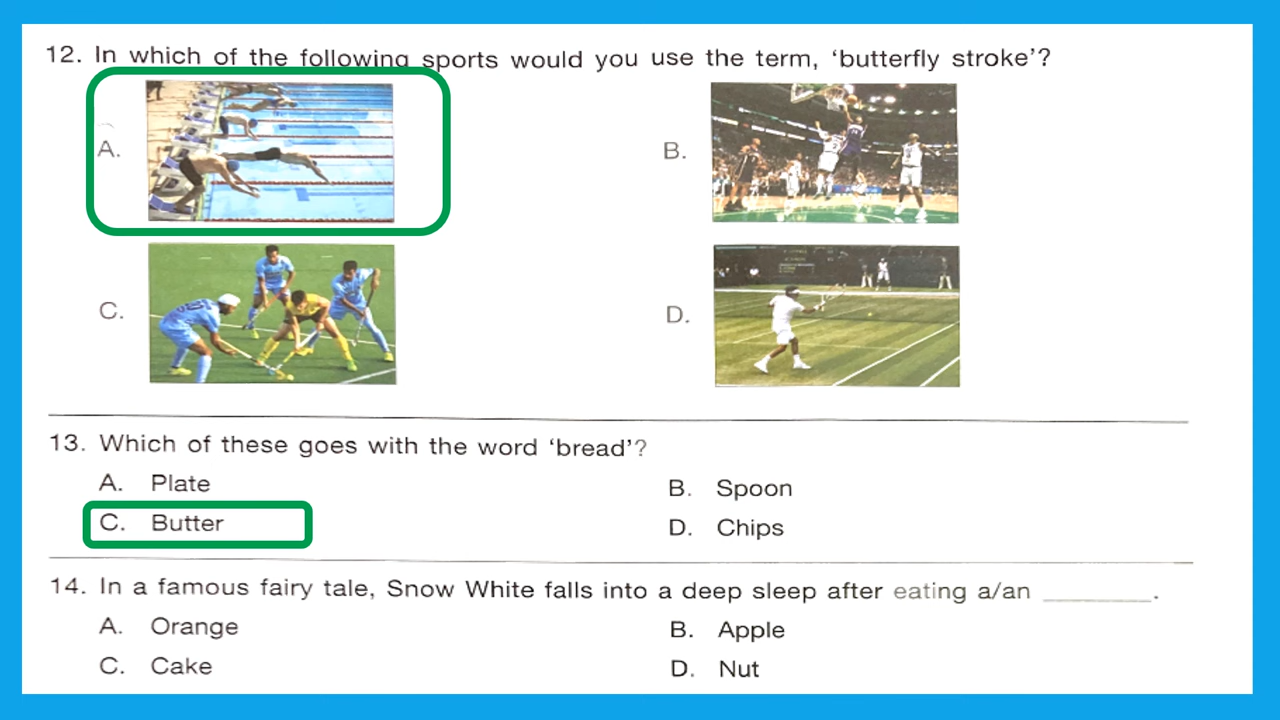 12. In which of the following sports would you use the term, ‘butterfly stroke’?
A.
B.
C.
D.
13. Which of these goes with the word ‘bread’?
A. Plate
B. Spoon
C. Butter
D. Chips
14. In a famous fairy tale, Snow White falls into a deep sleep after eating a/an ________.
A. Orange
B. Apple
C. Cake
D. Nut